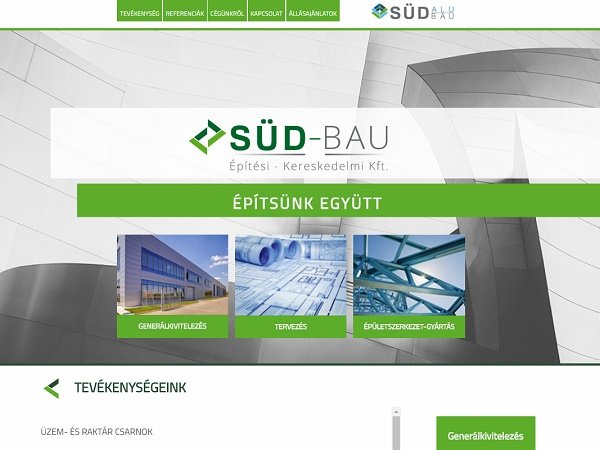 TEVÉKENYSÉG REFERENCIÁK CÉGÜNKRŐL KAPCSOLAT ÁLLÁSAJÁNLATOK
SÜD ALU BAU
SÜD-BAU
Építési - Kereskedelmi Kft.
ÉPÍTSÜNK EGYÜTT
GENERÁLKIVITELEZÉS TERVEZÉS ÉPÜLETSZERKEZET-GYÁRTÁS
TEVÉKENYSÉGEINK
ÜZEM- ÉS RAKTÁR CSARNOK
Generálkivitelezés